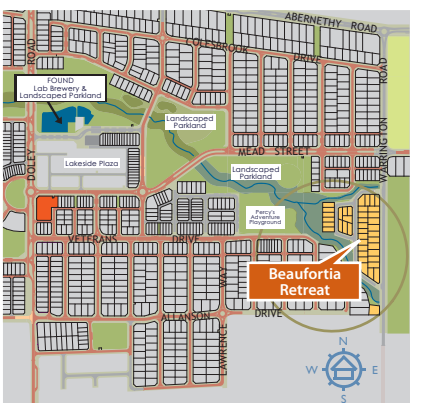 ABERNETHY ROAD
COLESBROOK DRIVE
ROAD
FOUND
Lab Brewery &
Landscaped Parkland
Landscaped
Parkland
MEAD STREET
WARRINGTON ROAD
Lakeside Plaza
Landscaped
Parkland
DOLEY
Percy's
Adventure
Playground
VETERANS DRIVE
Beaufortia
Retreat
WAY
ALLANSON DRIVE
LAWRENCE
N
W E
S